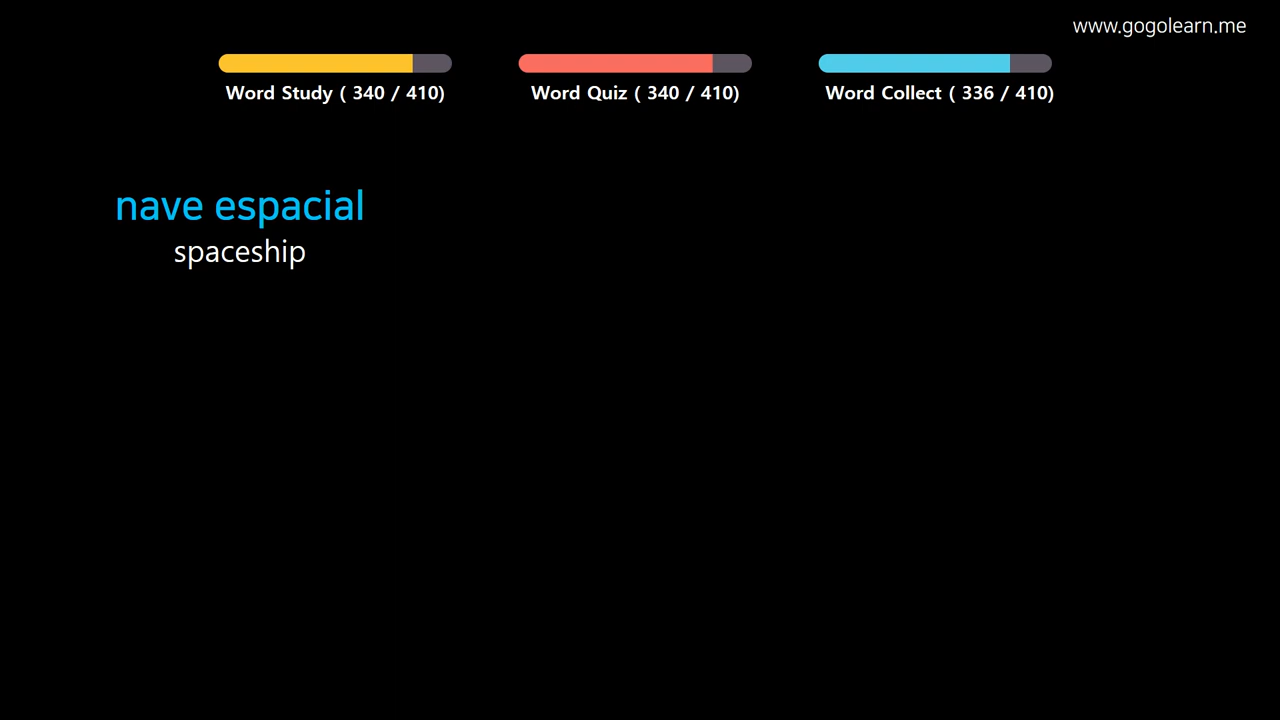 www.gogolearn.me
Word Study ( 340 / 410)
Word Quiz ( 340 / 410)
Word Collect ( 336 / 410)
nave espacial
spaceship